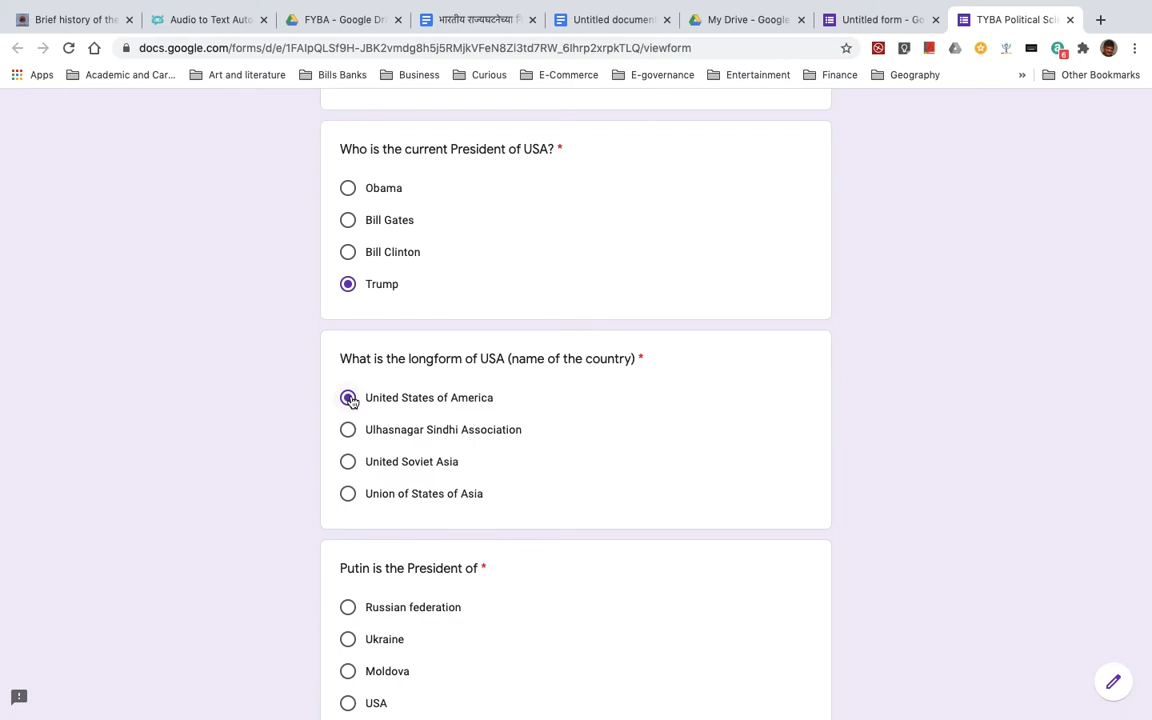 Brief history of the
Audio to Text Auto
FYBA - Google Dri
भारतीय राज्यघटनेच्या
Untitled documen
My Drive - Google
Untitled form - Go
TYBA Political Sci
docs.google.com/forms/d/e/1FAIpQLSf9H-JBK2vmdg8h5j5RMjkVFeN8Zl3td7RW_6lhrp2xrpkTLQ/viewform
6
Apps
Academic and Car...
Art and literature
Bills Banks
Business
Curious
E-Commerce
E-governance
Entertainment
Finance
Geography
»
Other Bookmarks
Who is the current President of USA? *
Obama
Bill Gates
Bill Clinton
Trump
What is the longform of USA (name of the country) *
United States of America
Ulhasnagar Sindhi Association
United Soviet Asia
Union of States of Asia
Putin is the President of *
Russian federation
Ukraine
Moldova
USA